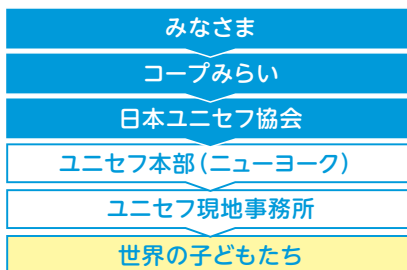 みなさま
コープみらい
日本ユニセフ協会
ユニセフ本部(ニューヨーク)
ユニセフ現地事務所
世界の子どもたち